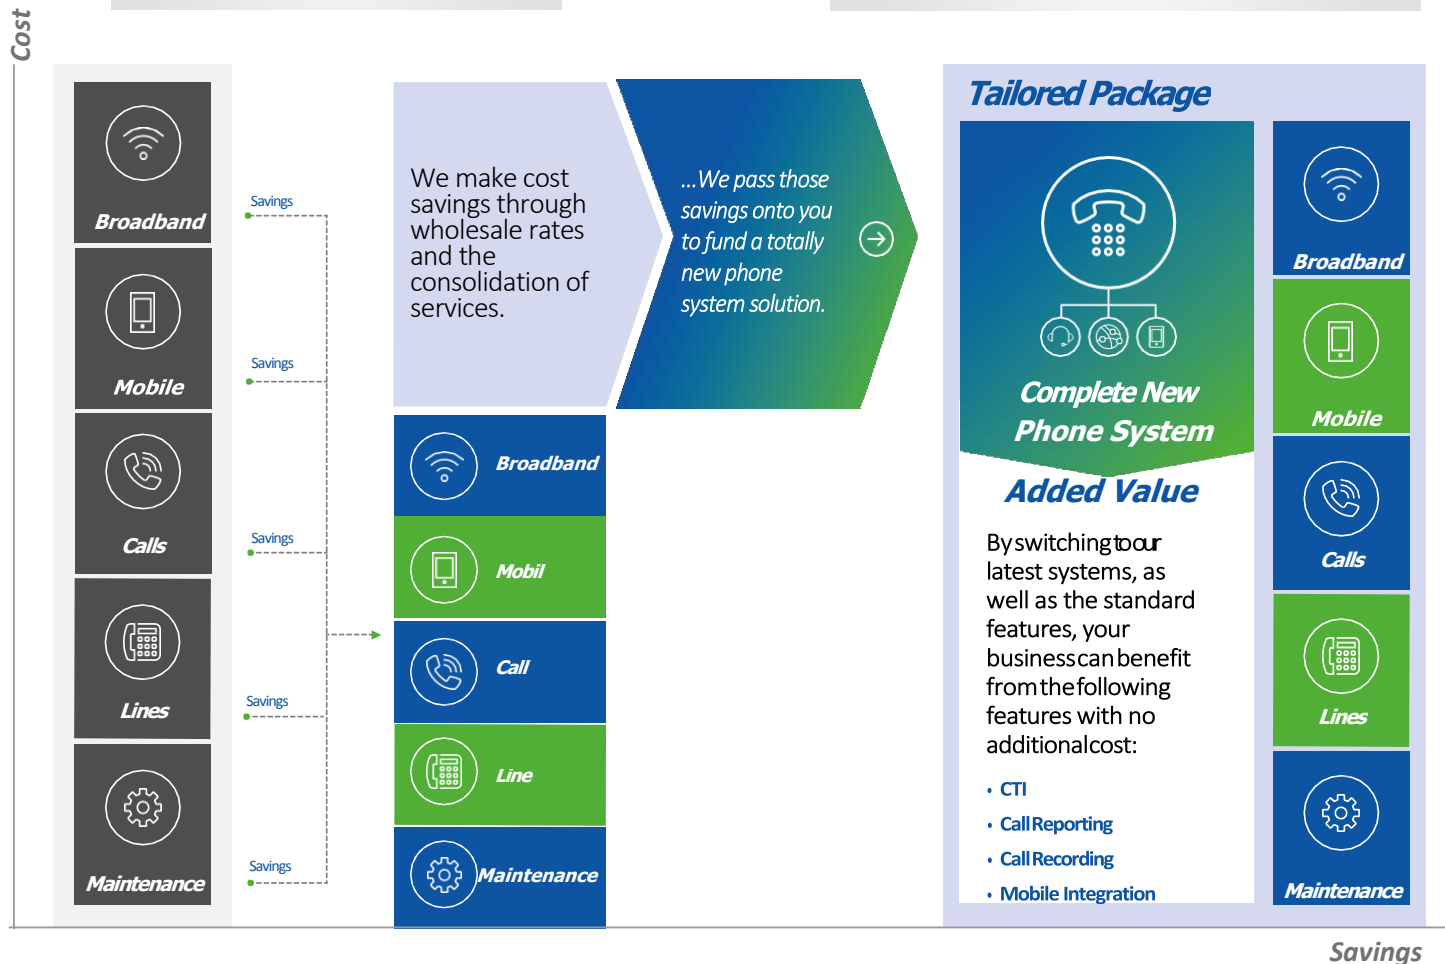 Cost
Broadband
Mobile
Calls
Lines
Maintenance
Savings
Savings
Savings
Savings
Savings
We make cost
savings through
wholesale rates
and the
consolidation of
services.
Broadband
Mobil
Call
Line
Maintenance
...We pass those
savings onto you
to fund a totally
new phone
system solution.
Tailored Package
Complete New
Phone System
Added Value
By switching to our
latest systems, as
well as the standard
features, your
business can benefit
from the following
features with no
additional cost:
• CTI
• Call Reporting
• Call Recording
• Mobile Integration
Broadband
Mobile
Calls
Lines
Maintenance
Savings